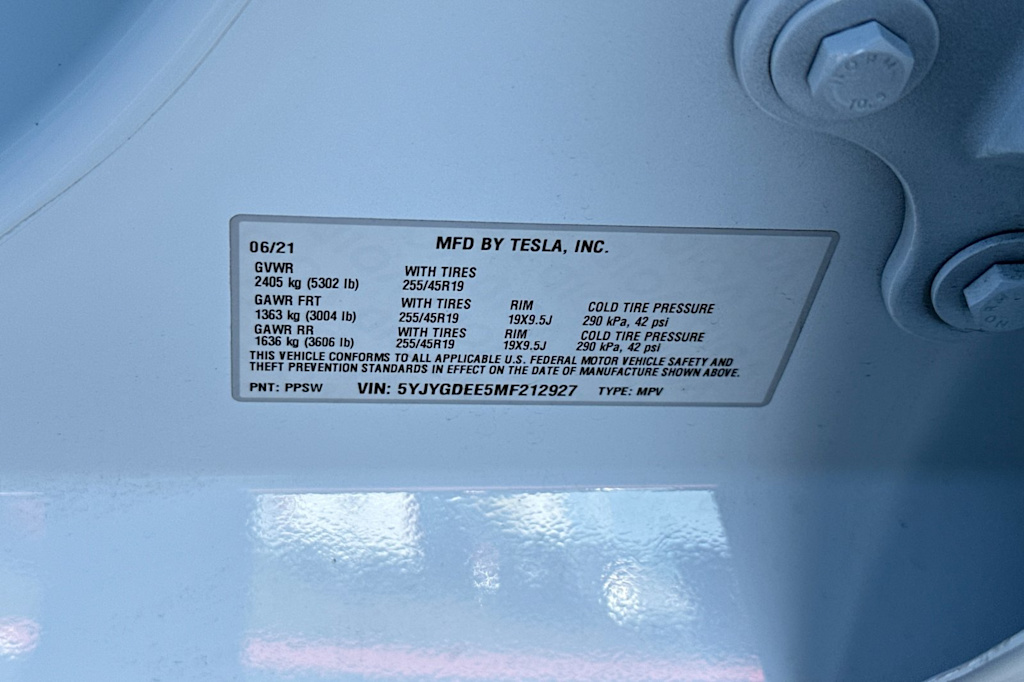 06/21 MFD BY TESLA, INC.
GVWR WITH TIRES
2405 kg (5302 lb) 255/45R19
GAWR FRT WITH TIRES RIM COLD TIRE PRESSURE
1363 kg (3004 lb) 255/45R19 19X9.5J 290 kPa, 42 psi
GAWR RR WITH TIRES RIM COLD TIRE PRESSURE
1636 kg (3606 lb) 255/45R19 19X9.5J 290 kPa, 42 psi
THIS VEHICLE CONFORMS TO ALL APPLICABLE U.S. FEDERAL MOTOR VEHICLE SAFETY AND
THEFT PREVENTION STANDARDS IN EFFECT ON THE DATE OF MANUFACTURE SHOWN ABOVE.
PNT: PPSW VIN: 5YJYGDEE5MF212927 TYPE: MPV